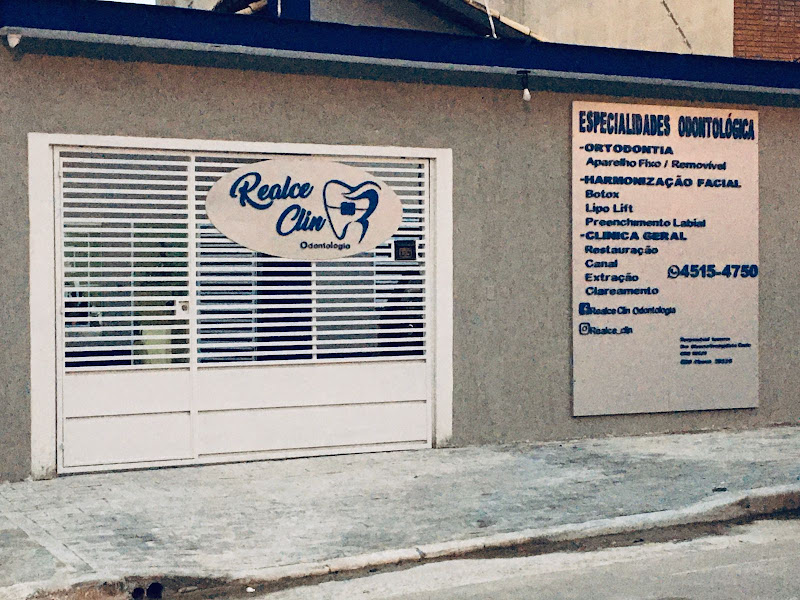 Realce
Clin
Odontologia
ESPECIALIDADES ODONTOLÓGICA
-ORTODONTIA
Aparelho Fixo / Removível
-HARMONIZAÇÃO FACIAL
Botox
Lipo Lift
Preenchimento Labial
-CLINICA GERAL
Restauração
Canal
Extração
4515-4750
Clareamento
Realce Clin Odontologia
Realce_clin